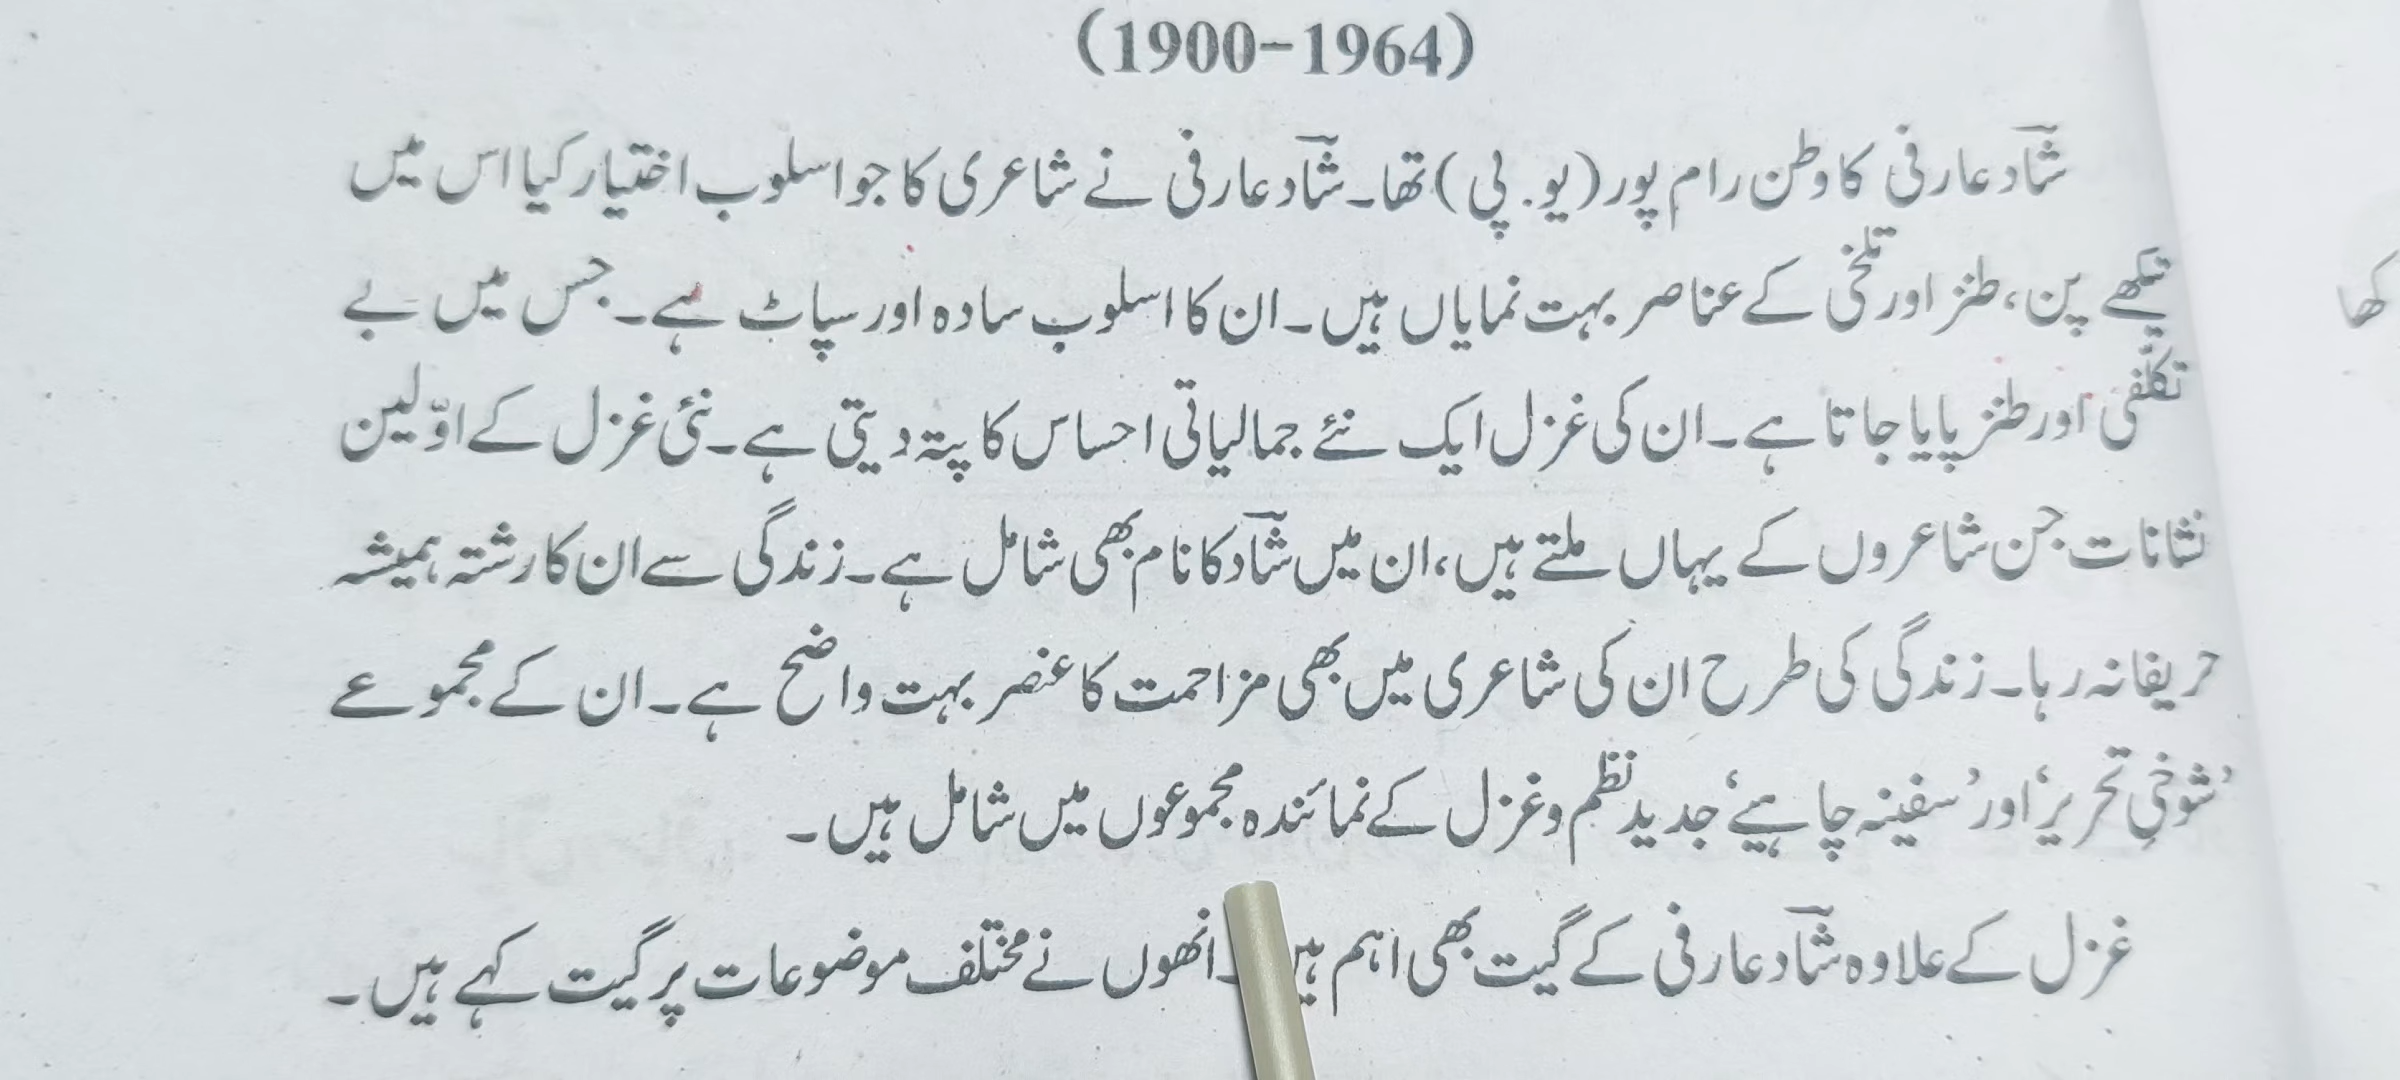 (1900-1964)
شادؔ عارفی کا وطن رام پور (یو. پی) تھا۔ شادؔ عارفی نے شاعری کا جو اسلوب اختیار کیا اس میں
تیکھے پن، طنز اور تلخی کے عناصر بہت نمایاں ہیں۔ ان کا اسلوب سادہ اور سپاٹ ہے۔ جس میں بے
تکلّفی اور طنز پایا جاتا ہے۔ ان کی غزل ایک نئے جمالیاتی احساس کا پتہ دیتی ہے۔ نئی غزل کے اوّلین
نشانات جن شاعروں کے یہاں ملتے ہیں، ان میں شادؔ کا نام بھی شامل ہے۔ زندگی سے ان کا رشتہ ہمیشہ
حریفانہ رہا۔ زندگی کی طرح ان کی شاعری میں بھی مزاحمت کا عنصر بہت واضح ہے۔ ان کے مجموعے
’شوخیِ تحریر‘ اور ’سفینہ چاہیے‘ جدید نظم و غزل کے نمائندہ مجموعوں میں شامل ہیں۔
غزل کے علاوہ شادؔ عارفی کے گیت بھی اہم ہیں۔ انھوں نے مختلف موضوعات پر گیت کہے ہیں۔